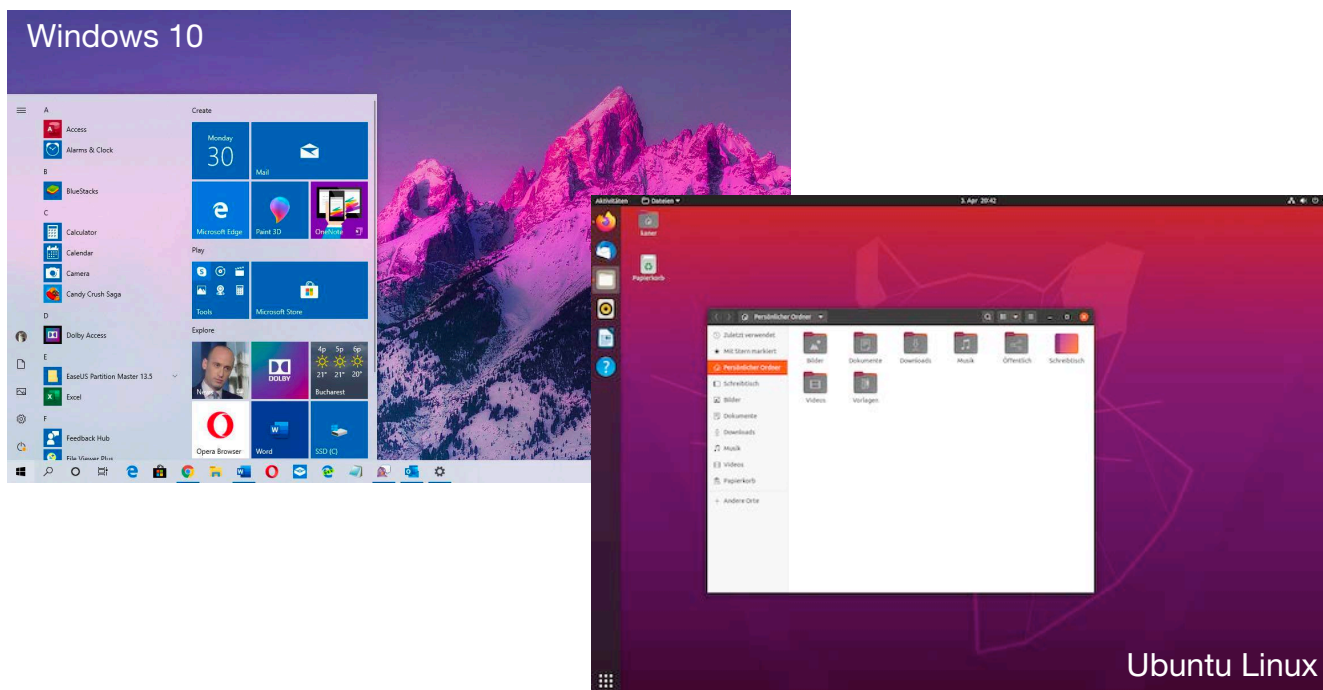 Windows 10
A
Access
Alarms & Clock
B
BlueStacks
C
Calculator
Calendar
Camera
Candy Crush Saga
D
Dolby Access
E
EaseUS Partition Master 13.5
Excel
F
Feedback Hub
File Viewer Plus
Create
Monday
30
Mail
Microsoft Edge
Paint 3D
OneNote
Play
Tools
Microsoft Store
Explore
DOLBY
4p 5p 6p
21° 21° 20°
Bucharest
Opera Browser
Word
SSD (C)
Aktivitäten
Dateien
3. Apr 20:42
kaner
Papierkorb
Persönlicher Ordner
Zuletzt verwendet
Mit Stern markiert
Persönlicher Ordner
Schreibtisch
Bilder
Dokumente
Downloads
Musik
Videos
Papierkorb
+ Andere Orte
Bilder
Dokumente
Downloads
Musik
Öffentlich
Schreibtisch
Videos
Vorlagen
Ubuntu Linux